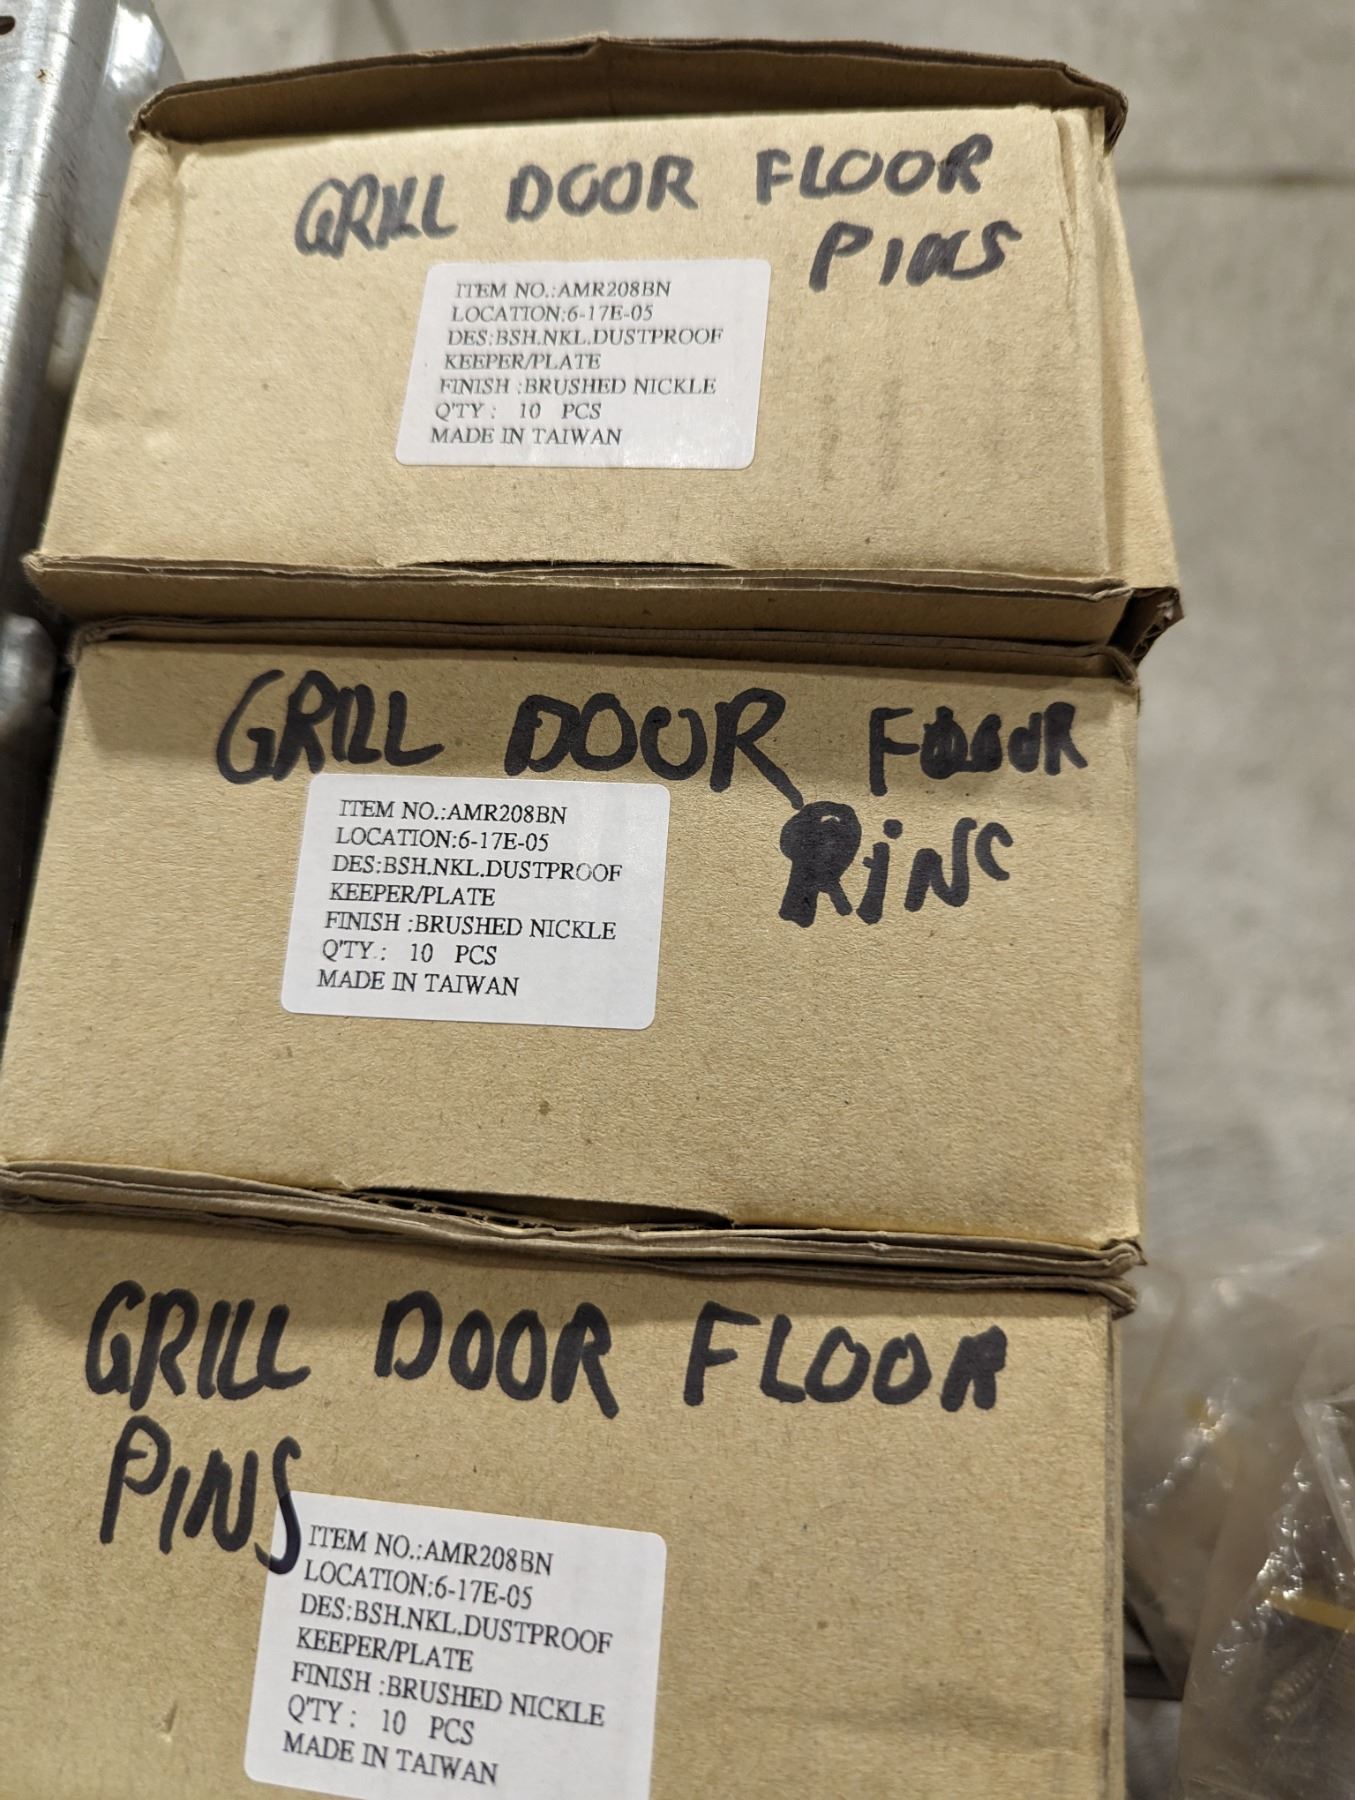 GRILL DOOR FLOOR
PINS
ITEM NO.:AMR208BN
LOCATION:6-17E-05
DES:BSH.NKL.DUSTPROOF
KEEPER/PLATE
FINISH :BRUSHED NICKLE
Q'TY : 10 PCS
MADE IN TAIWAN
GRILL DOOR FLOOR
PINS
ITEM NO.:AMR208BN
LOCATION:6-17E-05
DES:BSH.NKL.DUSTPROOF
KEEPER/PLATE
FINISH :BRUSHED NICKLE
Q'TY : 10 PCS
MADE IN TAIWAN
GRILL DOOR FLOOR
PINS
ITEM NO.:AMR208BN
LOCATION:6-17E-05
DES:BSH.NKL.DUSTPROOF
KEEPER/PLATE
FINISH :BRUSHED NICKLE
Q'TY : 10 PCS
MADE IN TAIWAN